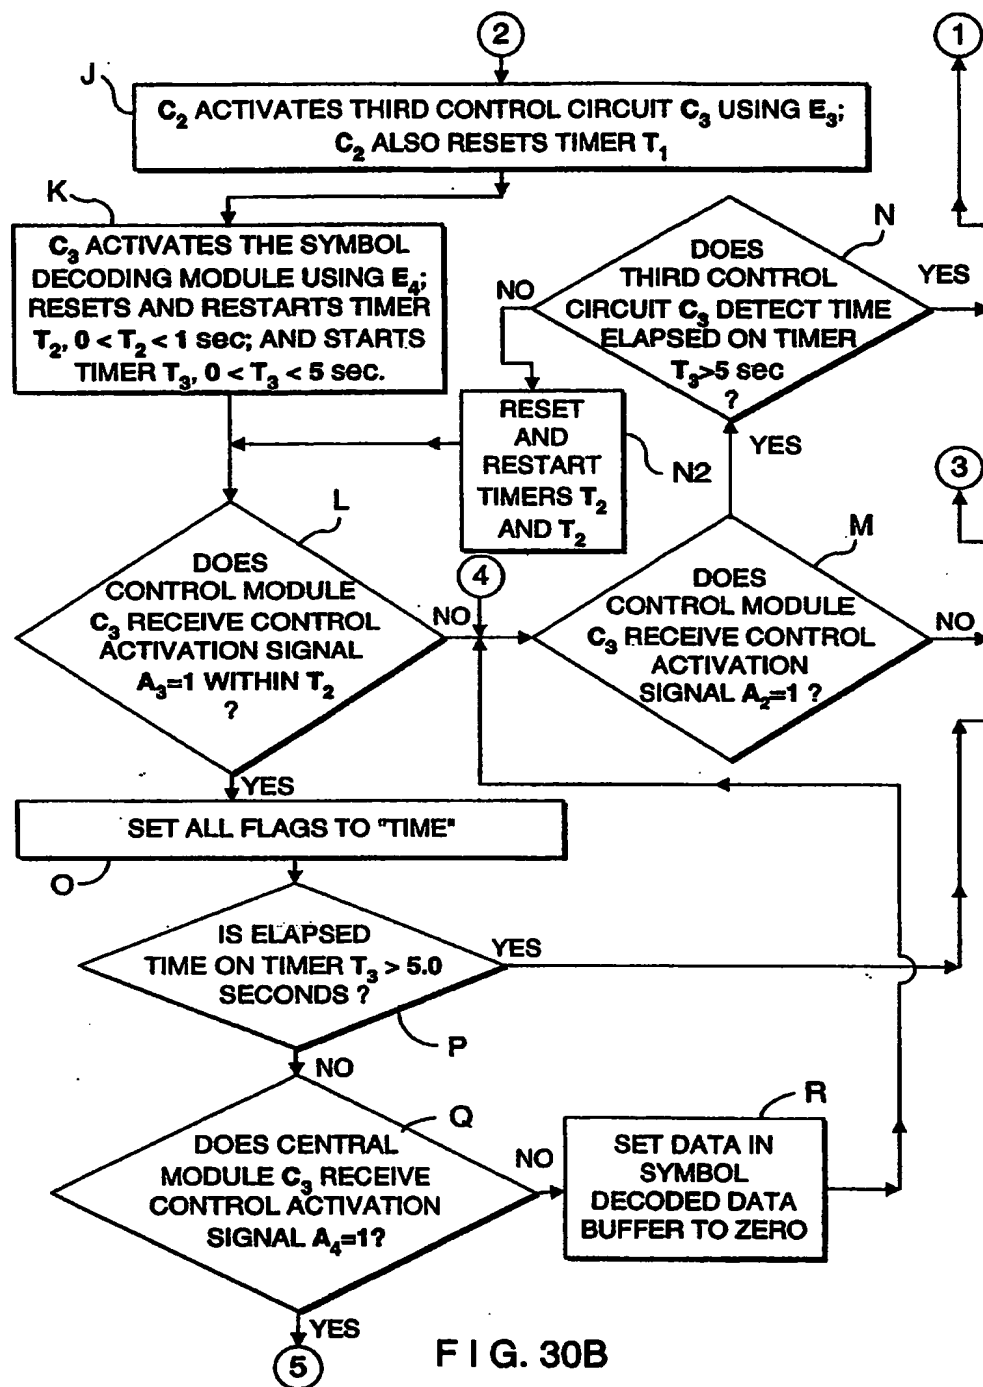 2
1
J
C2 ACTIVATES THIRD CONTROL CIRCUIT C3 USING E3;
C2 ALSO RESETS TIMER T1
K
C3 ACTIVATES THE SYMBOL
DECODING MODULE USING E4;
RESETS AND RESTARTS TIMER
T2, 0 < T2 < 1 sec; AND STARTS
TIMER T3, 0 < T3 < 5 sec.
N
DOES
THIRD CONTROL
CIRCUIT C3 DETECT TIME
ELAPSED ON TIMER
T3>5 sec
?
NO
YES
YES
RESET
AND
RESTART
TIMERS T2
AND T2
N2
3
L
DOES
CONTROL MODULE
C3 RECEIVE CONTROL
ACTIVATION SIGNAL
A3=1 WITHIN T2
?
NO
4
M
DOES
CONTROL MODULE
C3 RECEIVE CONTROL
ACTIVATION
SIGNAL A2=1 ?
NO
YES
SET ALL FLAGS TO "TIME"
O
IS ELAPSED
TIME ON TIMER T3 > 5.0
SECONDS ?
YES
P
NO
Q
DOES CENTRAL
MODULE C3 RECEIVE
CONTROL ACTIVATION
SIGNAL A4=1?
NO
R
SET DATA IN
SYMBOL
DECODED DATA
BUFFER TO ZERO
YES
5
F I G. 30B